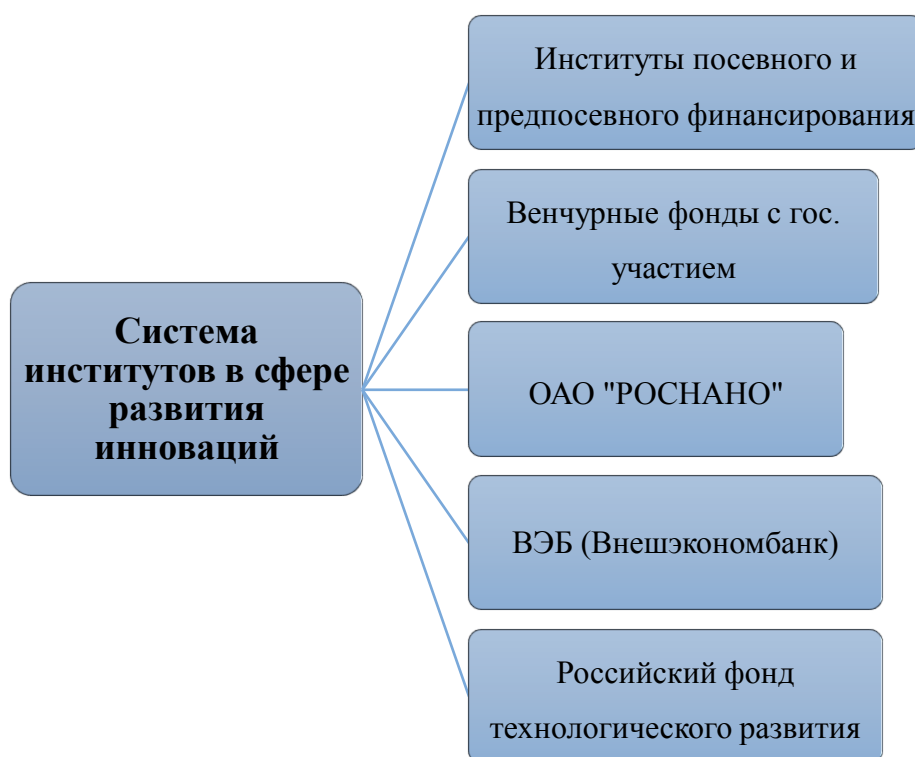 Институты посевного и
предпосевного финансирования
Венчурные фонды с гос.
участием
Система
институтов в сфере
развития
инноваций
ОАО "РОСНАНО"
ВЭБ (Внешэкономбанк)
Российский фонд
технологического развития